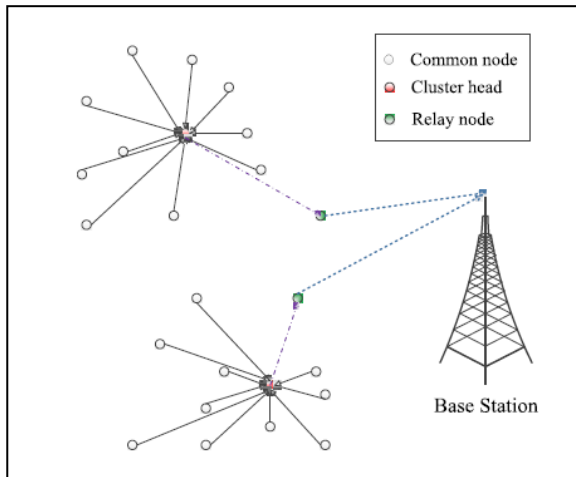 Common node
Cluster head
Relay node
Base Station